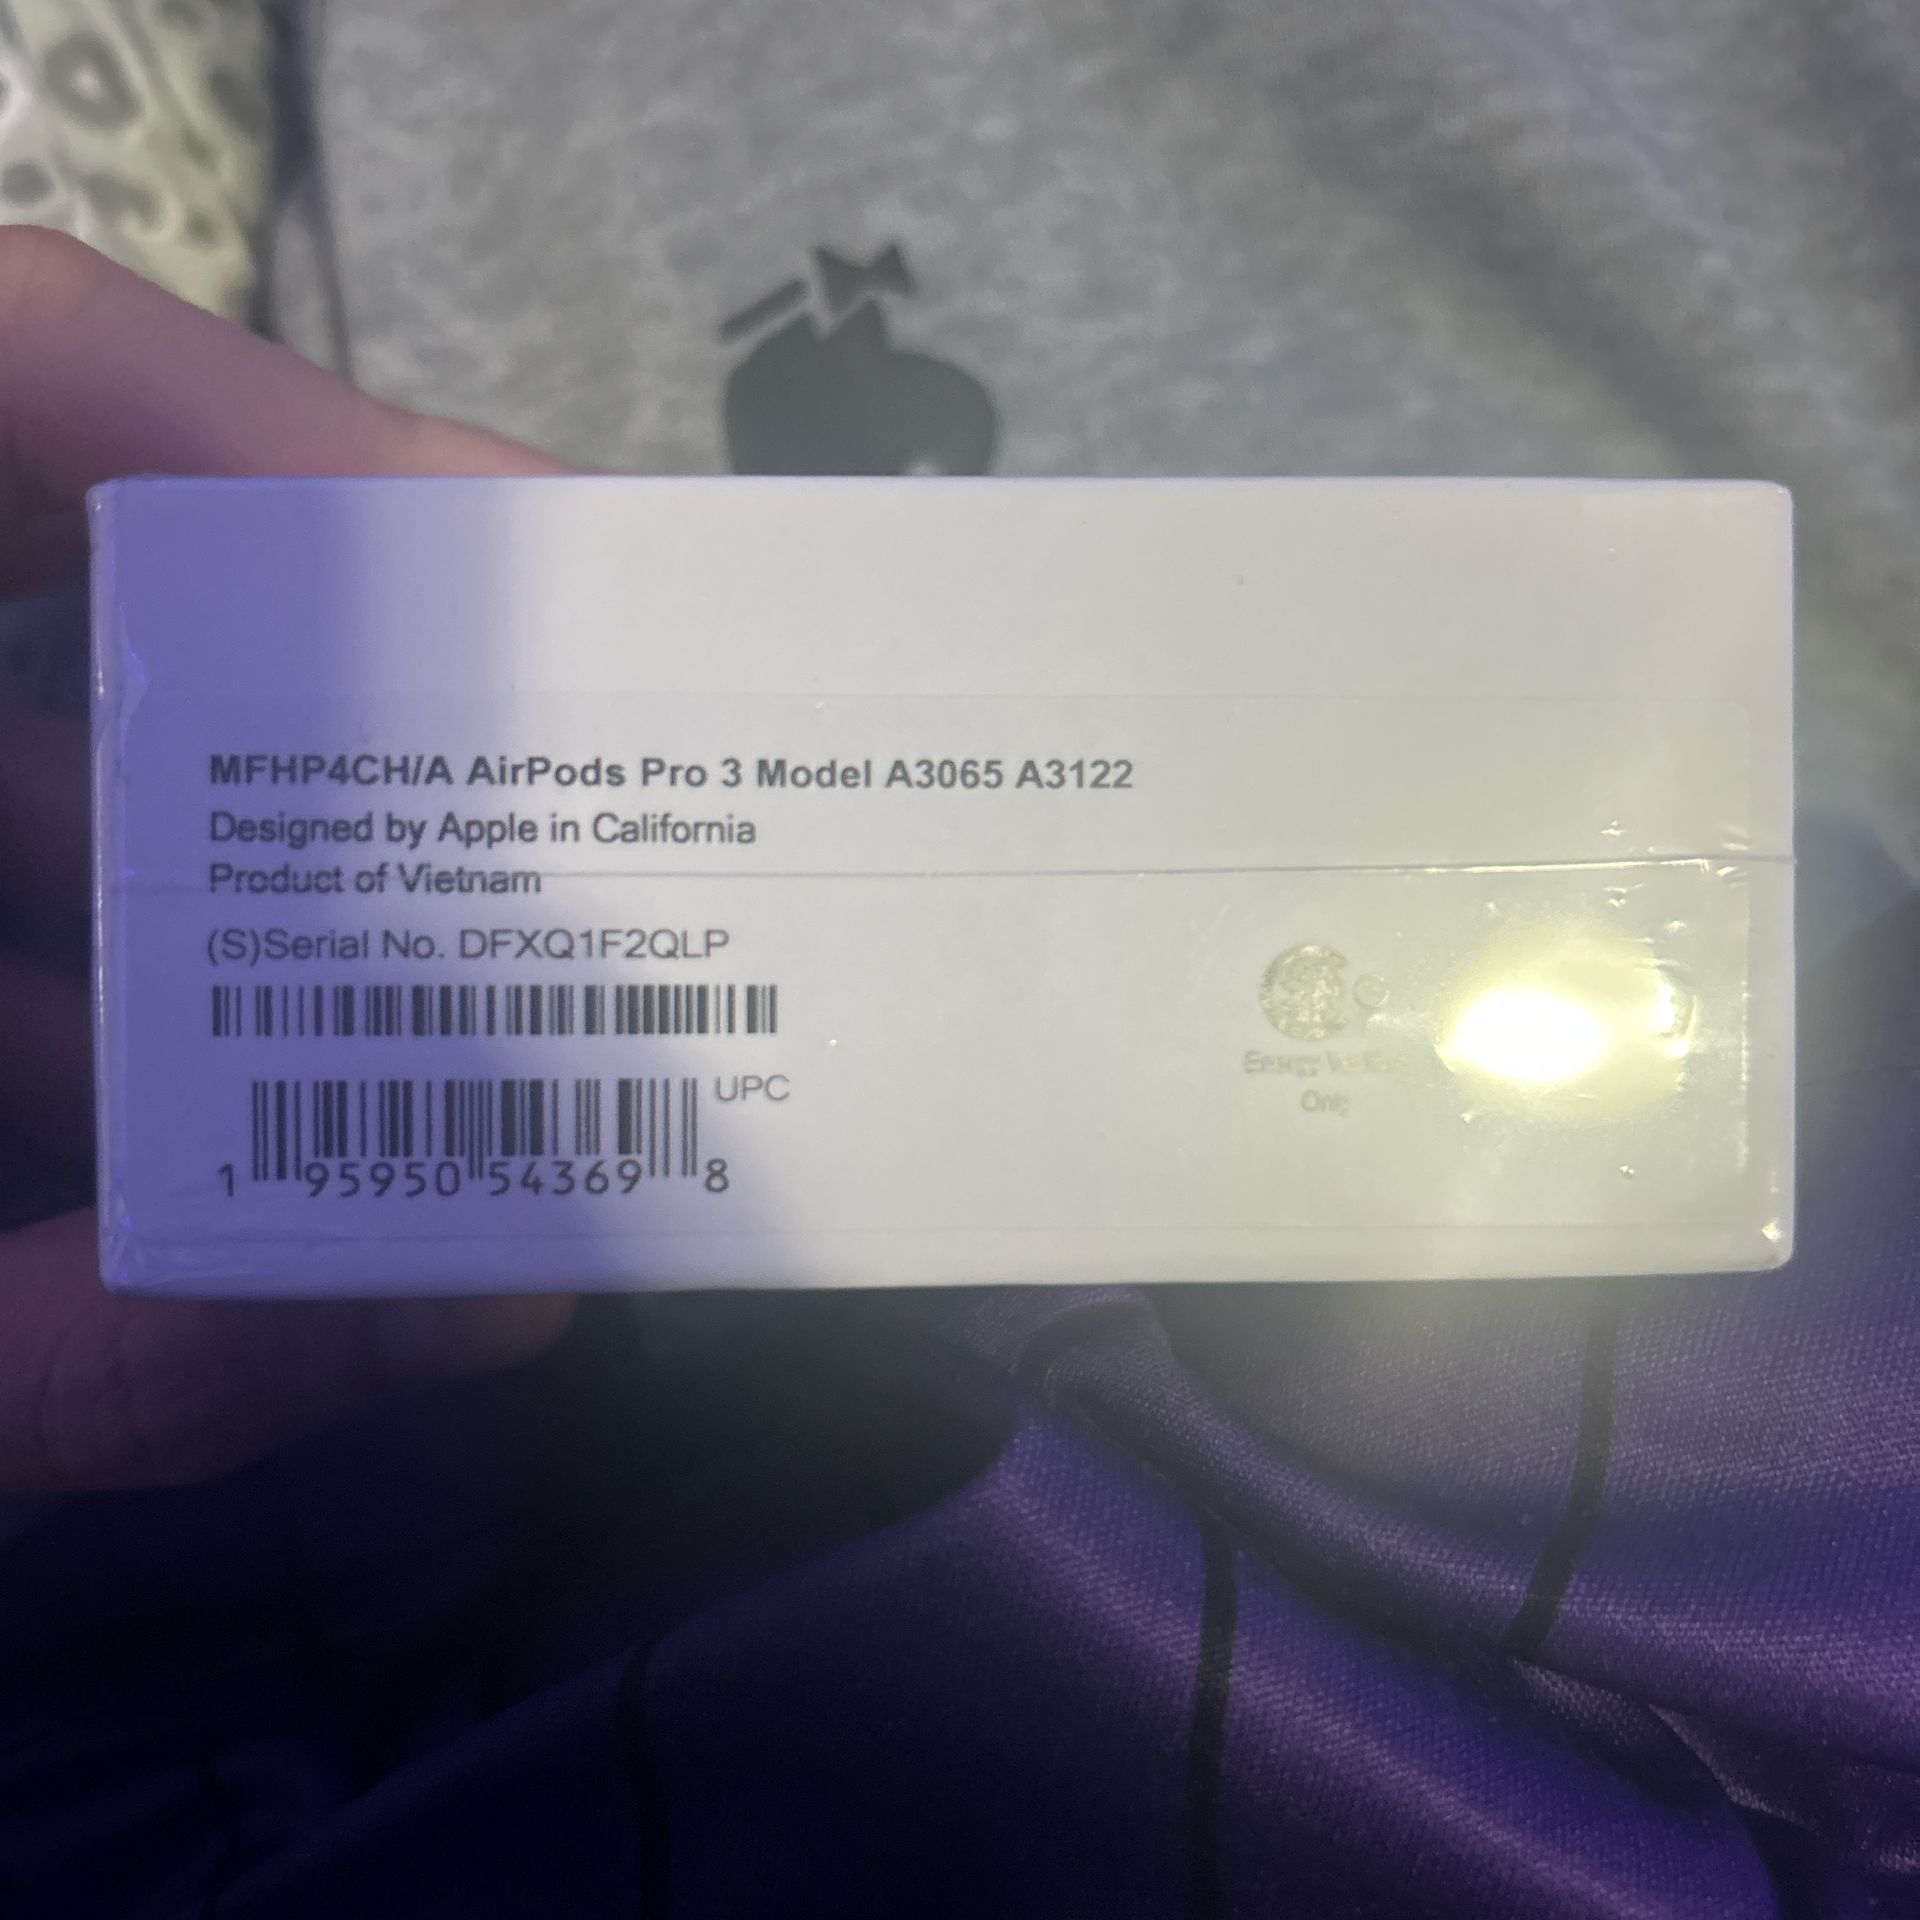 MFHP4CH/A AirPods Pro 3 Model A3065 A3122
Designed by Apple in California
Product of Vietnam
(S)Serial No. DFXQ1F2QLP
UPC
1 95950 54369 8
Only